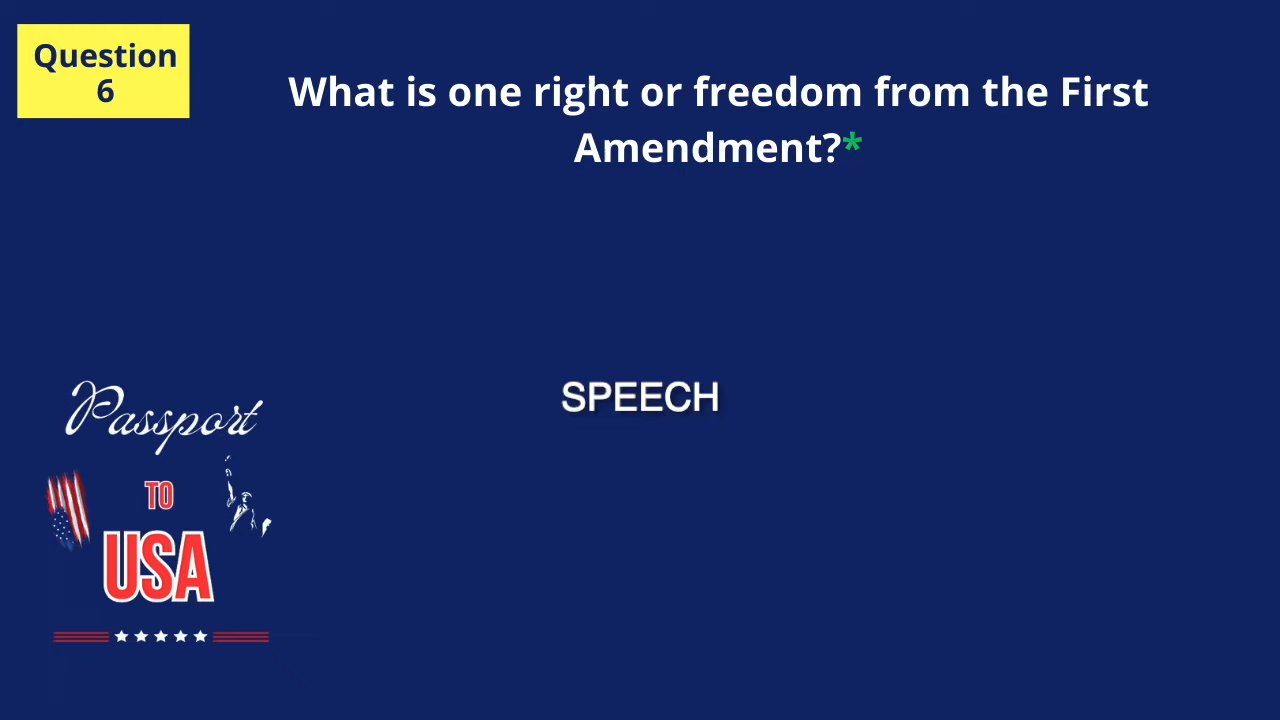 Question
6
What is one right or freedom from the First
Amendment?*
SPEECH
Passport
TO
USA